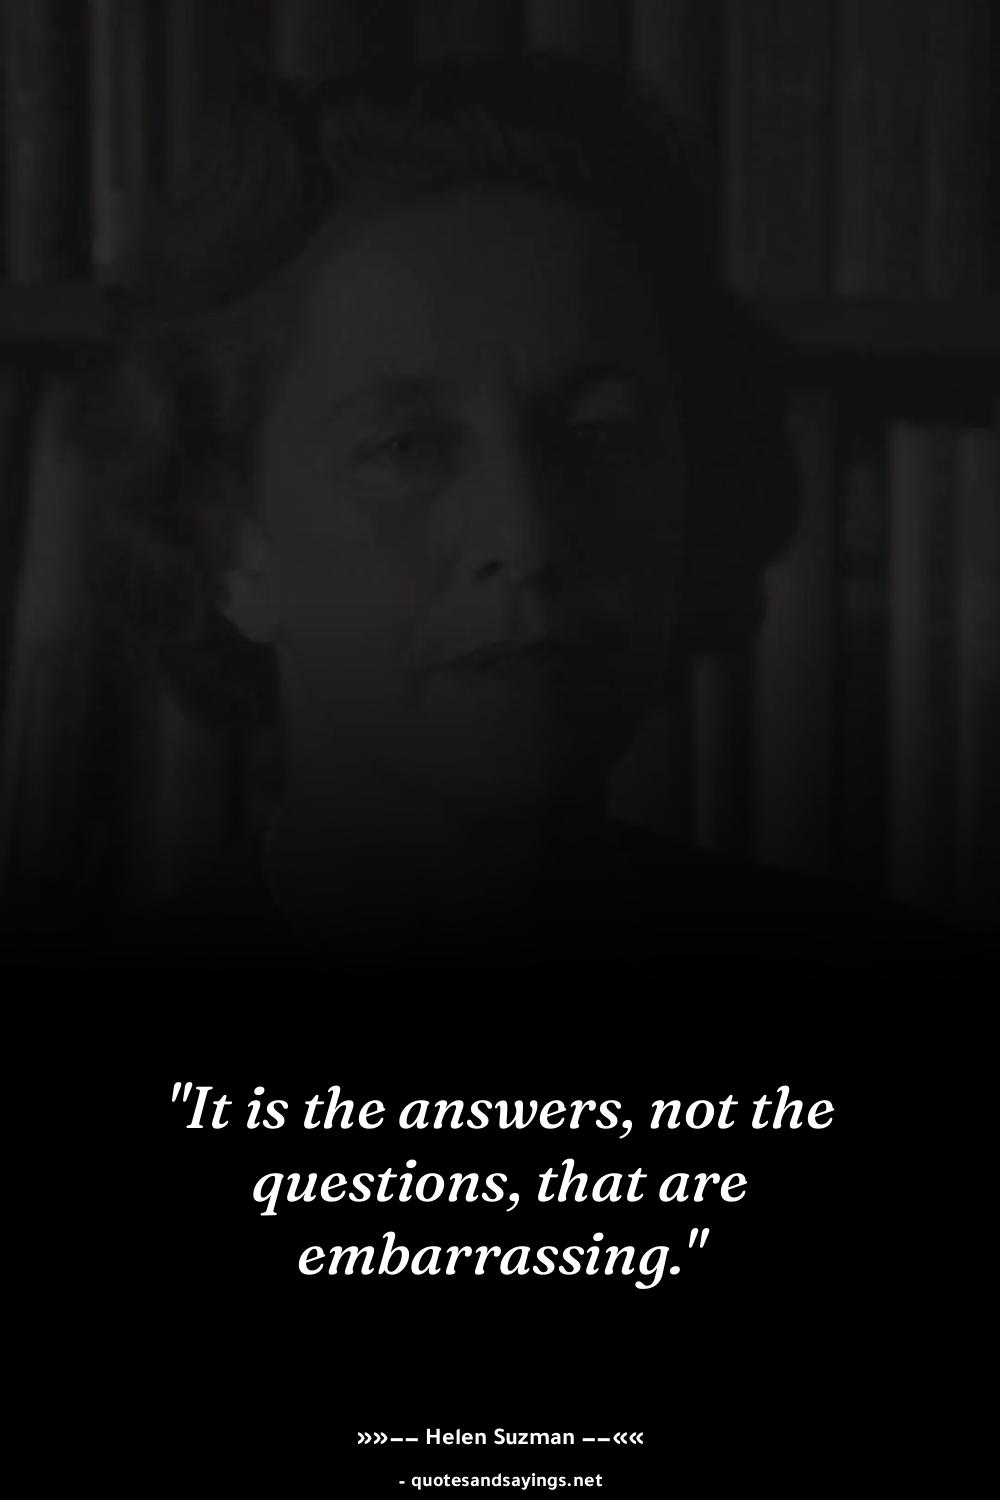 "It is the answers, not the
questions, that are
embarrassing."
»»–– Helen Suzman ––««
- quotesandsayings.net